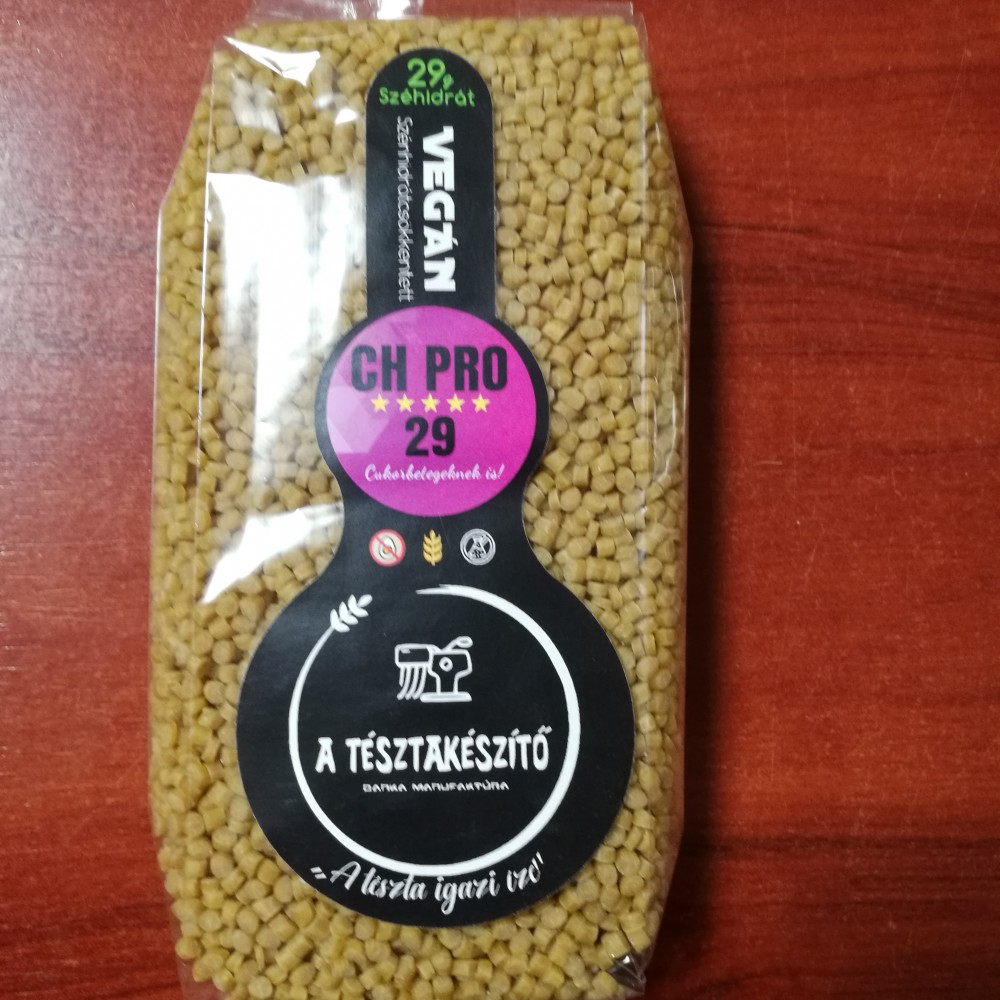 29g
Széhidrát
VEGÁN
Szénhidrátcsökkentett
CH PRO
29
Cukorbetegeknek is!
A TÉSZTAKÉSZÍTŐ
BANKA MANUFAKTÚRA
„A tészta igazi íze"